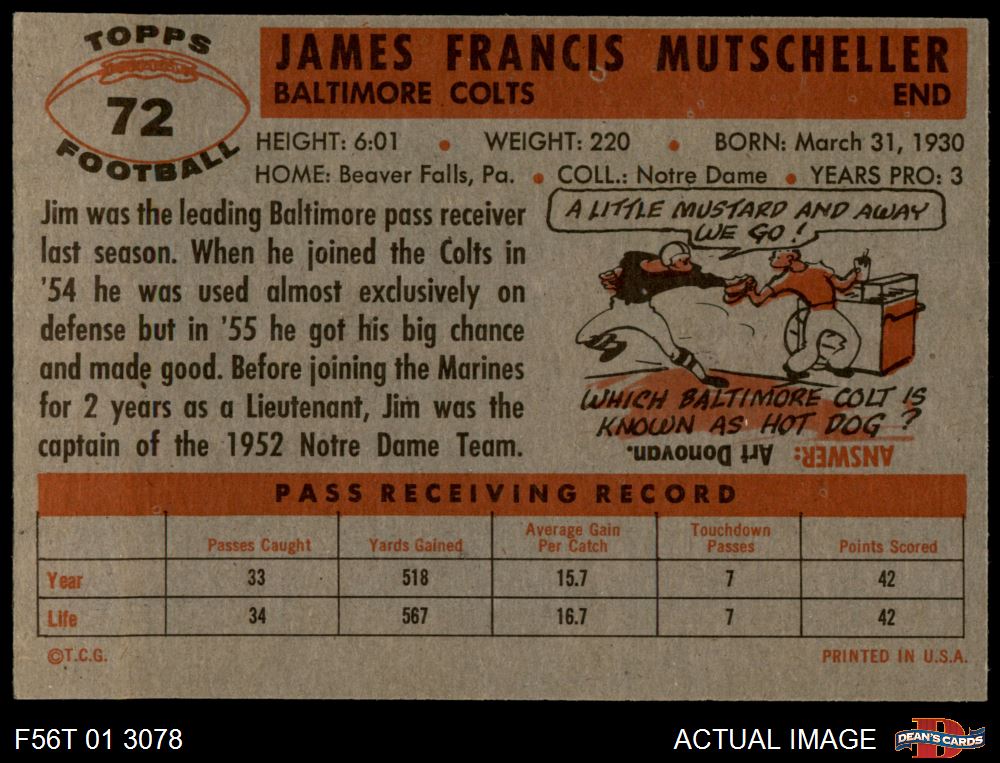 TOPPS
72
FOOTBALL
JAMES FRANCIS MUTSCHELLER
BALTIMORE COLTS END
HEIGHT: 6:01 • WEIGHT: 220 • BORN: March 31, 1930
HOME: Beaver Falls, Pa. • COLL.: Notre Dame • YEARS PRO: 3
Jim was the leading Baltimore pass receiver
last season. When he joined the Colts in
'54 he was used almost exclusively on
defense but in '55 he got his big chance
and made good. Before joining the Marines
for 2 years as a Lieutenant, Jim was the
captain of the 1952 Notre Dame Team.
A LITTLE MUSTARD AND AWAY
WE GO!
WHICH BALTIMORE COLT IS
KNOWN AS HOT DOG?
ANSWER: Art Donovan.
PASS RECEIVING RECORD
Passes Caught Yards Gained Average Gain Per Catch Touchdown Passes Points Scored
Year 33 518 15.7 7 42
Life 34 567 16.7 7 42
©T.C.G. PRINTED IN U.S.A.
F56T 01 3078 ACTUAL IMAGE DEAN'S CARDS